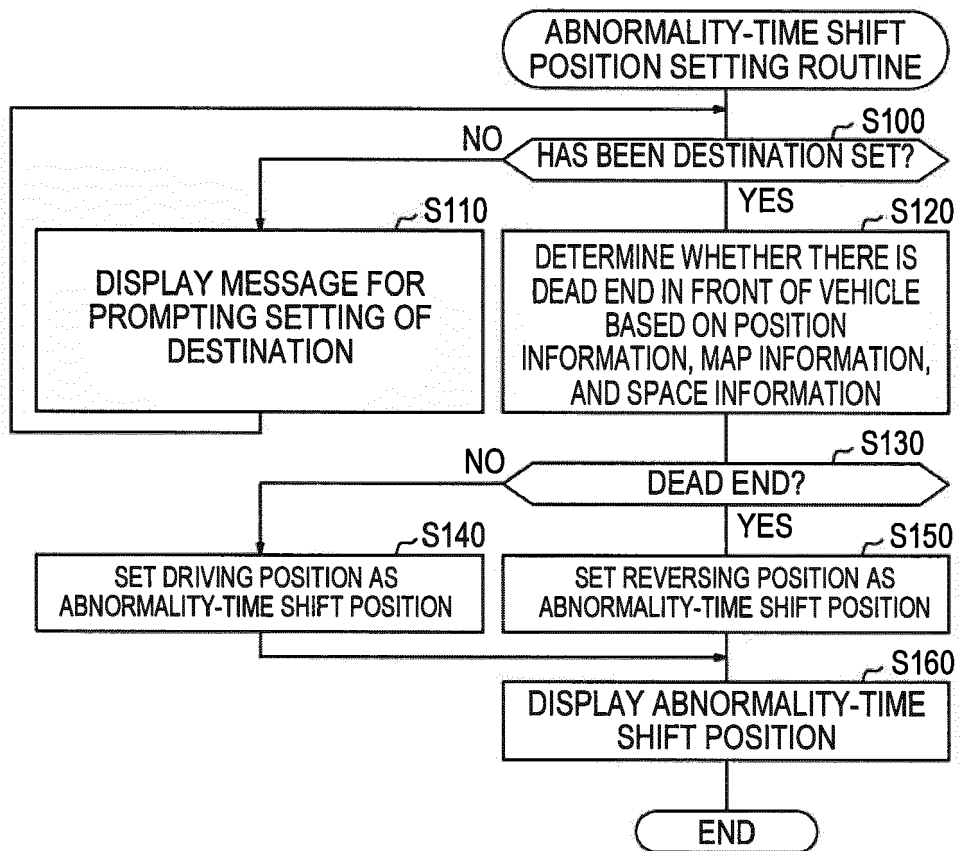 ABNORMALITY-TIME SHIFT
POSITION SETTING ROUTINE
S100
NO
HAS BEEN DESTINATION SET?
YES
S110
DISPLAY MESSAGE FOR
PROMPTING SETTING OF
DESTINATION
S120
DETERMINE WHETHER THERE IS
DEAD END IN FRONT OF VEHICLE
BASED ON POSITION
INFORMATION, MAP INFORMATION,
AND SPACE INFORMATION
S130
NO
DEAD END?
YES
S140
SET DRIVING POSITION AS
ABNORMALITY-TIME SHIFT POSITION
S150
SET REVERSING POSITION AS
ABNORMALITY-TIME SHIFT POSITION
S160
DISPLAY ABNORMALITY-TIME
SHIFT POSITION
END